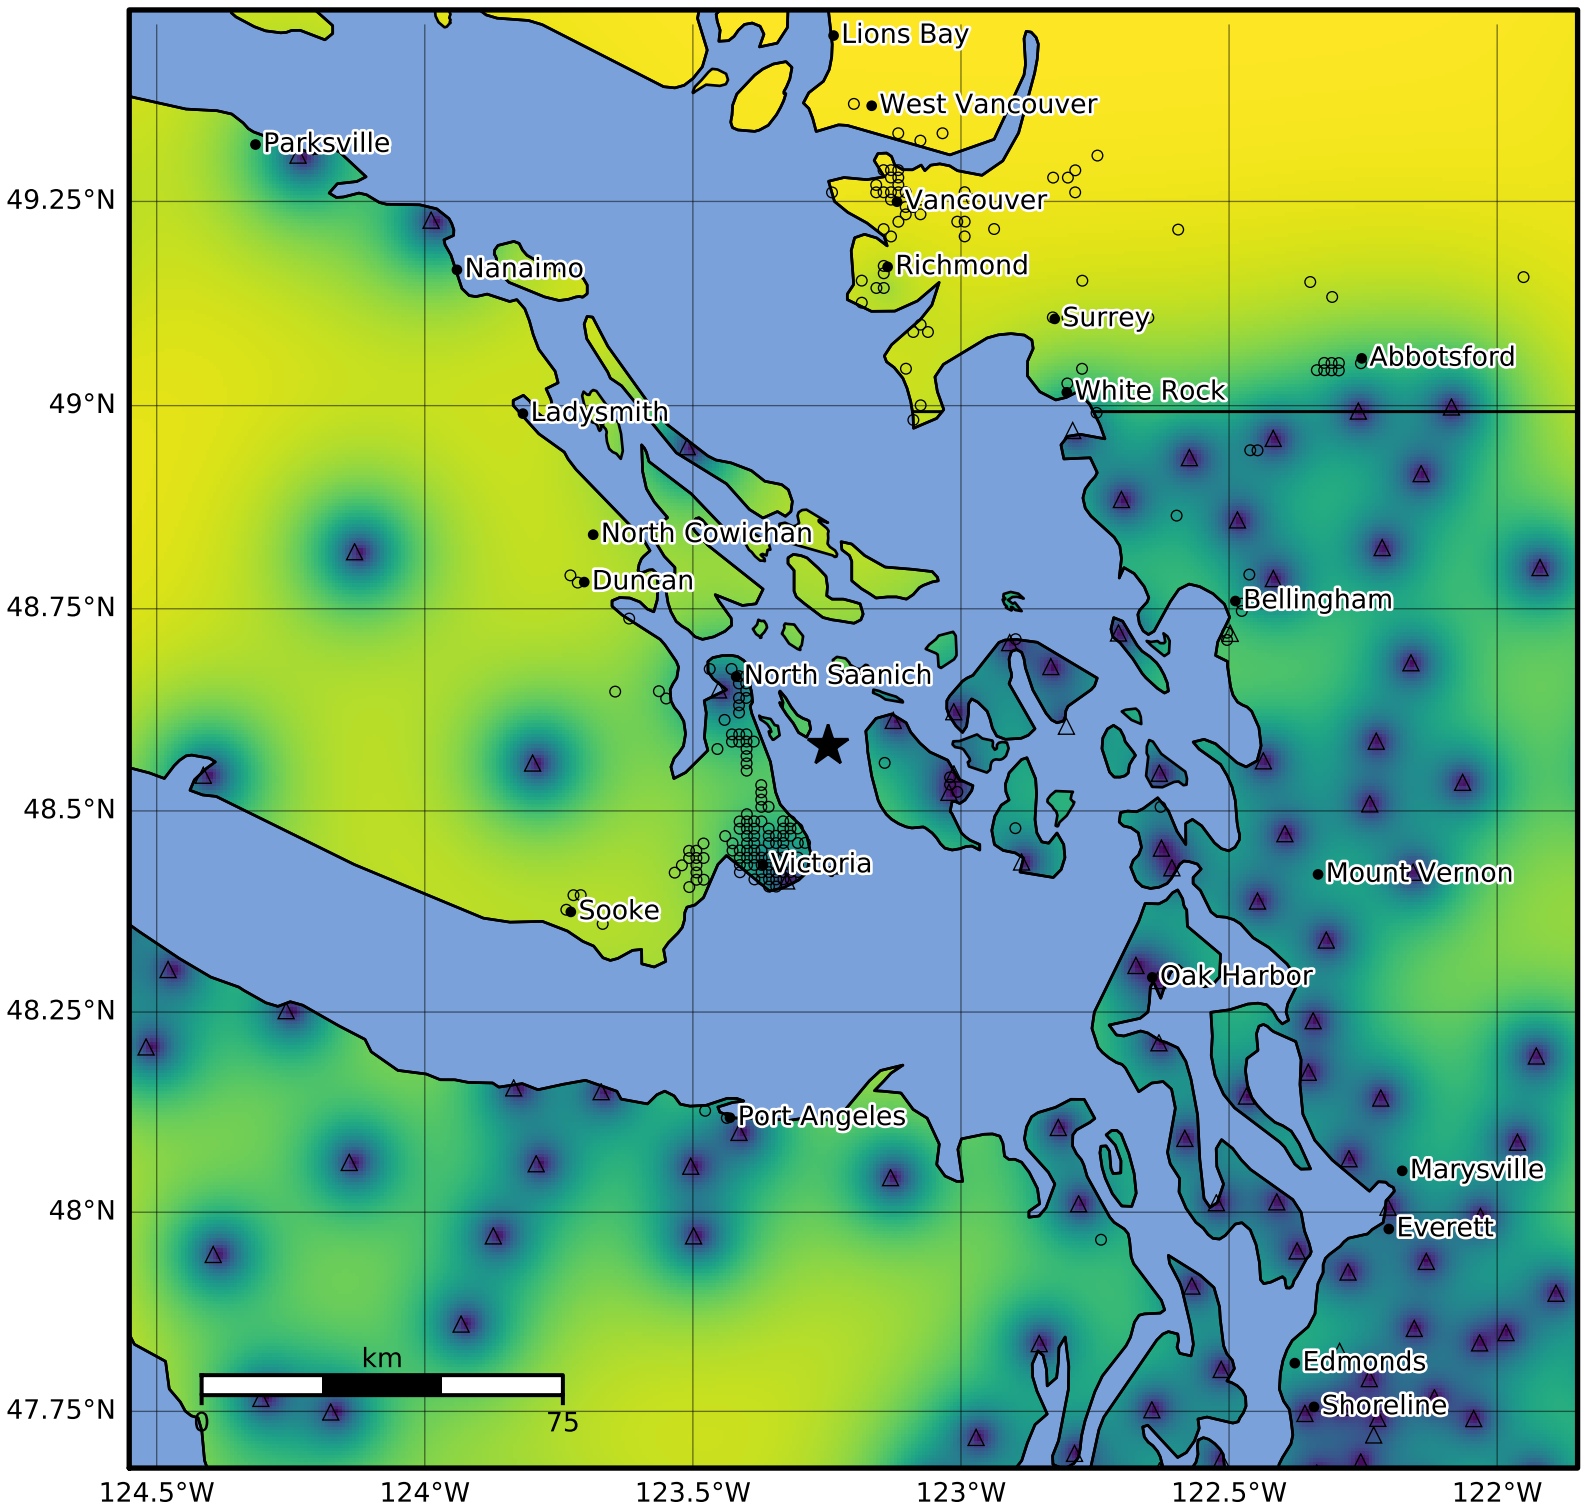 Lions Bay
West Vancouver
Parksville
49.25°N
Vancouver
Nanaimo
Richmond
Surrey
Abbotsford
White Rock
49°N
Ladysmith
North Cowichan
Duncan
48.75°N
Bellingham
North Saanich
48.5°N
Victoria
Mount Vernon
Sooke
Oak Harbor
48.25°N
Port Angeles
Marysville
48°N
Everett
km
Edmonds
47.75°N
Shoreline
0 75
124.5°W 124°W 123.5°W 123°W 122.5°W 122°W